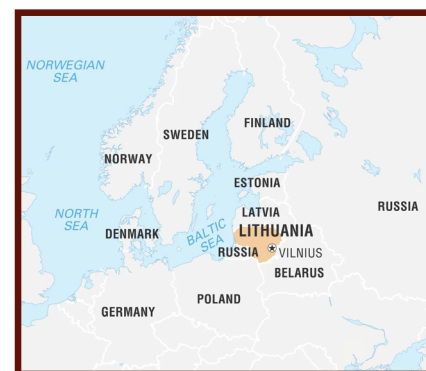 NORWEGIAN
SEA
FINLAND
SWEDEN
NORWAY
ESTONIA
RUSSIA
LATVIA
NORTH
SEA
DENMARK
BALTIC
SEA
LITHUANIA
RUSSIA
VILNIUS
BELARUS
POLAND
GERMANY